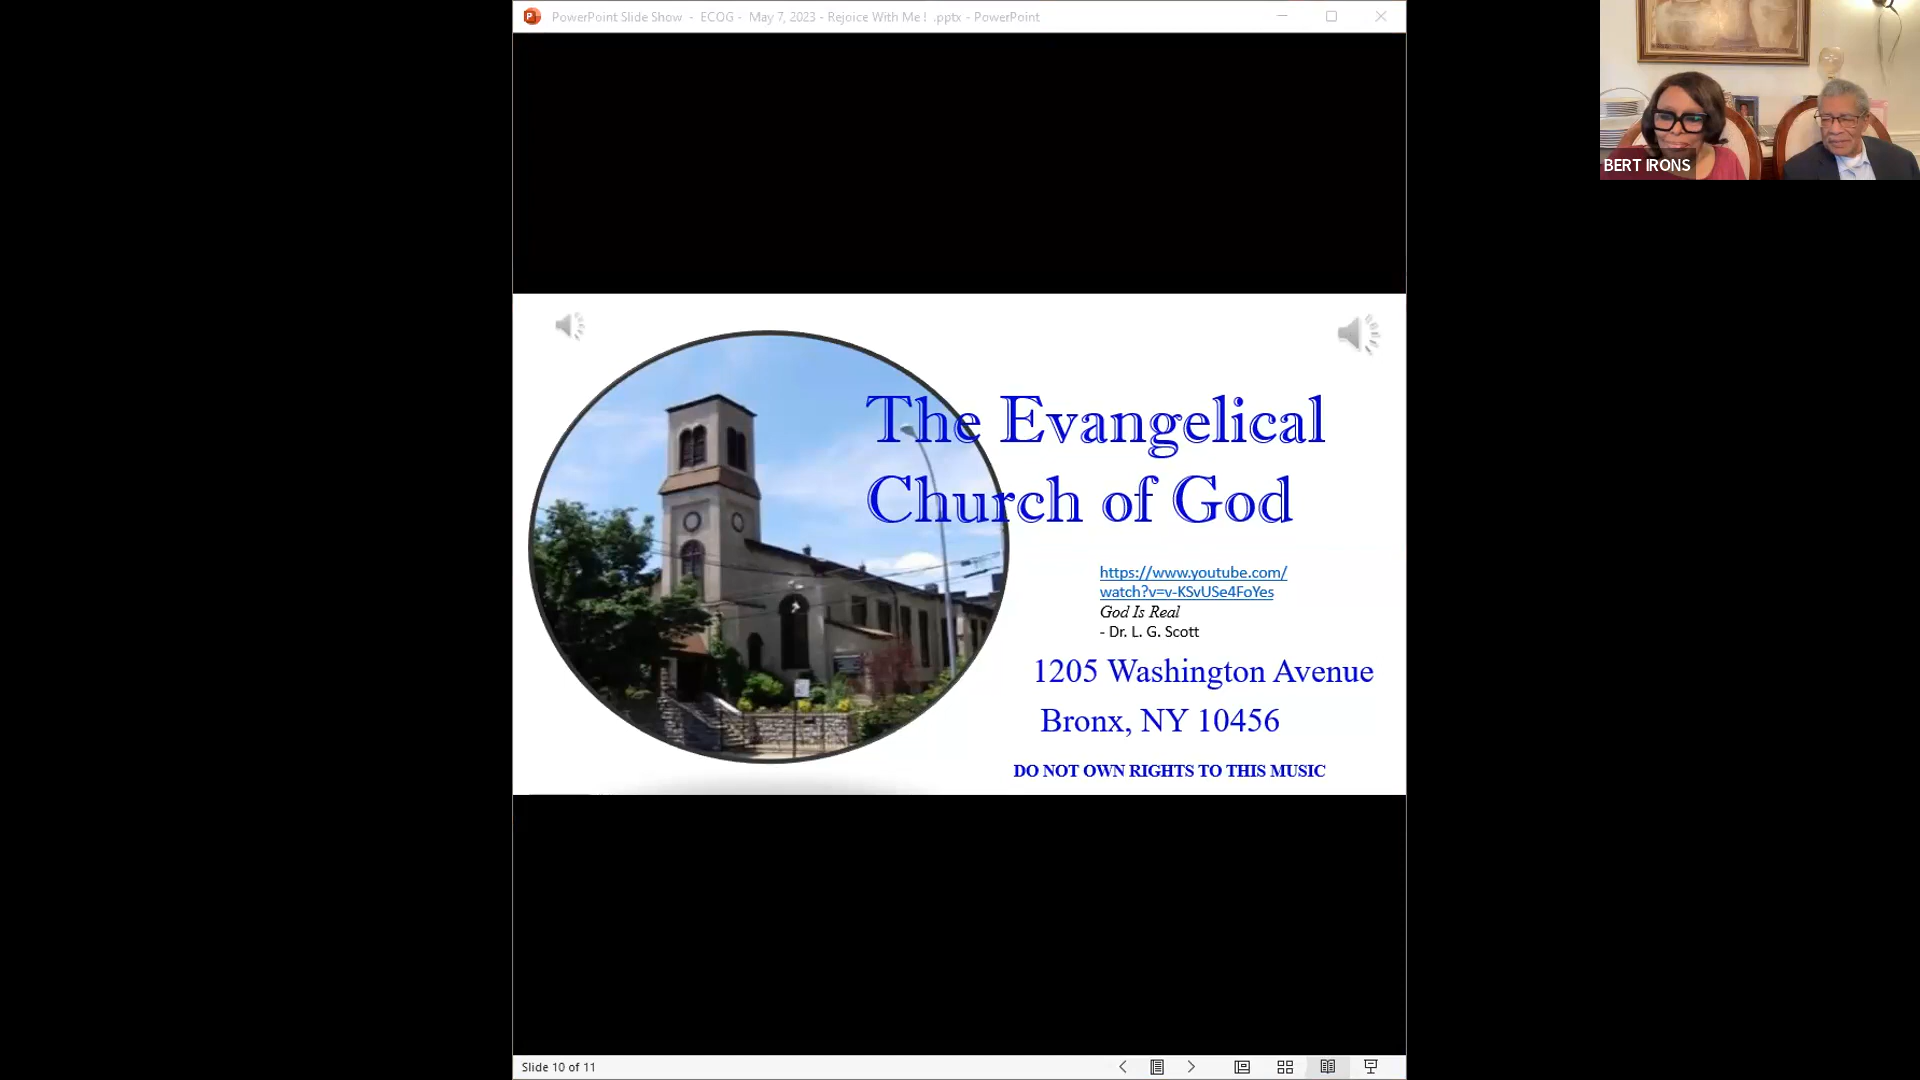 PowerPoint Slide Show - ECOG - May 7, 2023 - Rejoice With Me! .pptx - PowerPoint
BERT IRONS
The Evangelical
Church of God
https://www.youtube.com/
watch?v=v-KSvUSe4FoYes
God Is Real
- Dr. L. G. Scott
1205 Washington Avenue
Bronx, NY 10456
DO NOT OWN RIGHTS TO THIS MUSIC
Slide 10 of 11